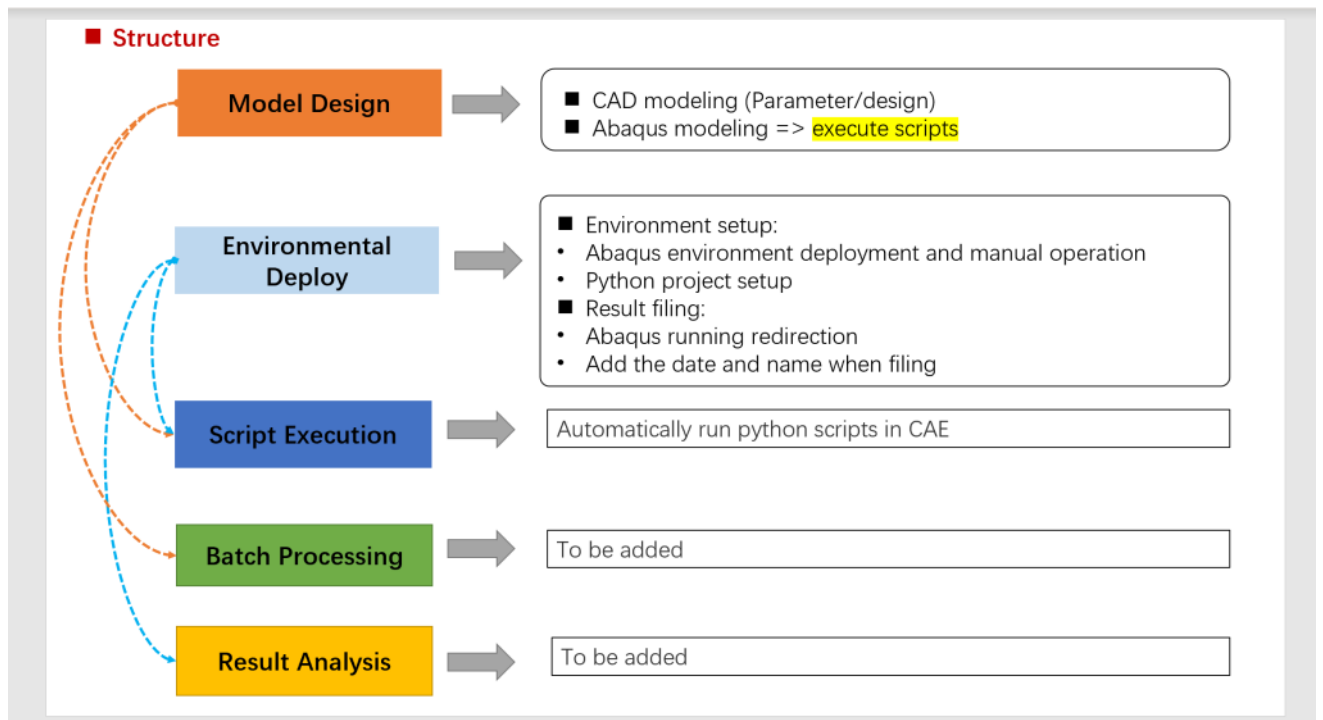 ■ Structure
Model Design
■ CAD modeling (Parameter/design)
■ Abaqus modeling => execute scripts
Environmental
Deploy
■ Environment setup:
• Abaqus environment deployment and manual operation
• Python project setup
■ Result filing:
• Abaqus running redirection
• Add the date and name when filing
Script Execution
Automatically run python scripts in CAE
Batch Processing
To be added
Result Analysis
To be added